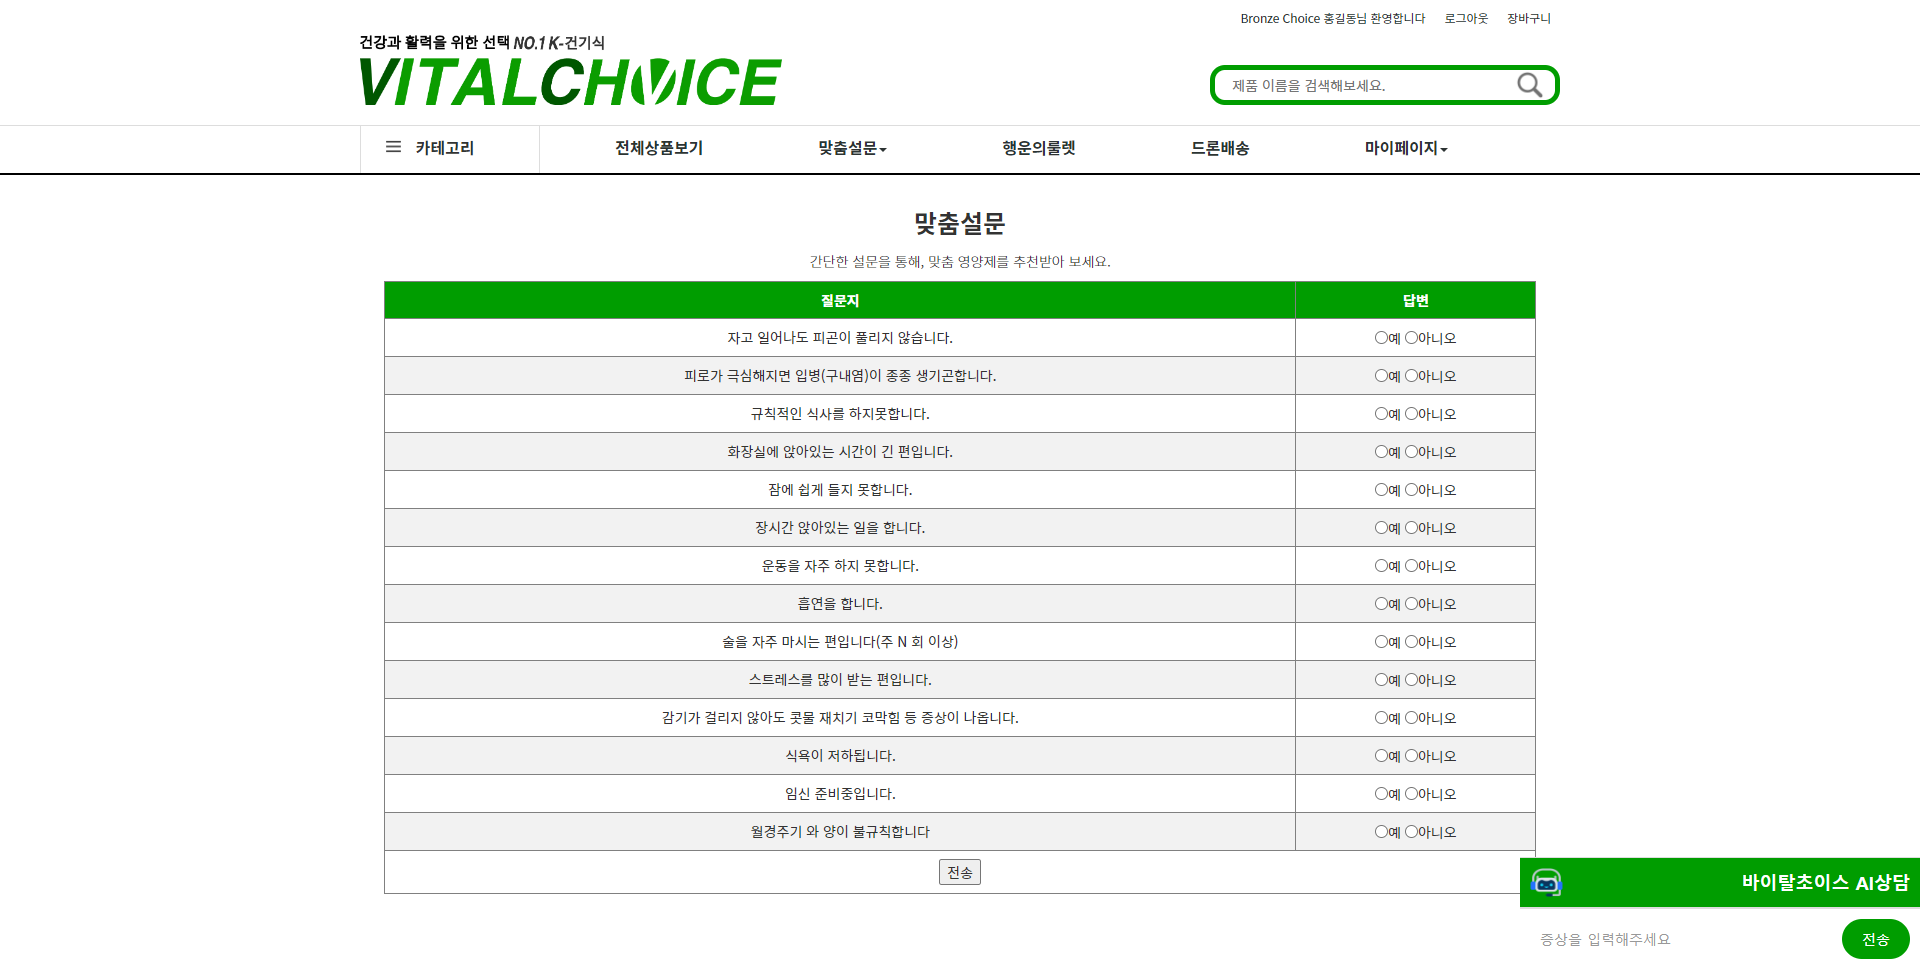 Bronze Choice 홍길동님 환영합니다 로그아웃 장바구니
건강과 활력을 위한 선택 NO.1 K-건기식
VITALCHOICE
제품 이름을 검색해보세요.
카테고리 전체상품보기 맞춤설문 행운의룰렛 드론배송 마이페이지
맞춤설문
간단한 설문을 통해, 맞춤 영양제를 추천받아 보세요.
질문지 답변
자고 일어나도 피곤이 풀리지 않습니다. 예 아니오
피로가 극심해지면 입병(구내염)이 종종 생기곤합니다. 예 아니오
규칙적인 식사를 하지못합니다. 예 아니오
화장실에 앉아있는 시간이 긴 편입니다. 예 아니오
잠에 쉽게 들지 못합니다. 예 아니오
장시간 앉아있는 일을 합니다. 예 아니오
운동을 자주 하지 못합니다. 예 아니오
흡연을 합니다. 예 아니오
술을 자주 마시는 편입니다(주 N 회 이상) 예 아니오
스트레스를 많이 받는 편입니다. 예 아니오
감기가 걸리지 않아도 콧물 재치기 코막힘 등 증상이 나옵니다. 예 아니오
식욕이 저하됩니다. 예 아니오
임신 준비중입니다. 예 아니오
월경주기 와 양이 불규칙합니다 예 아니오
전송
바이탈초이스 AI상담
증상을 입력해주세요 전송